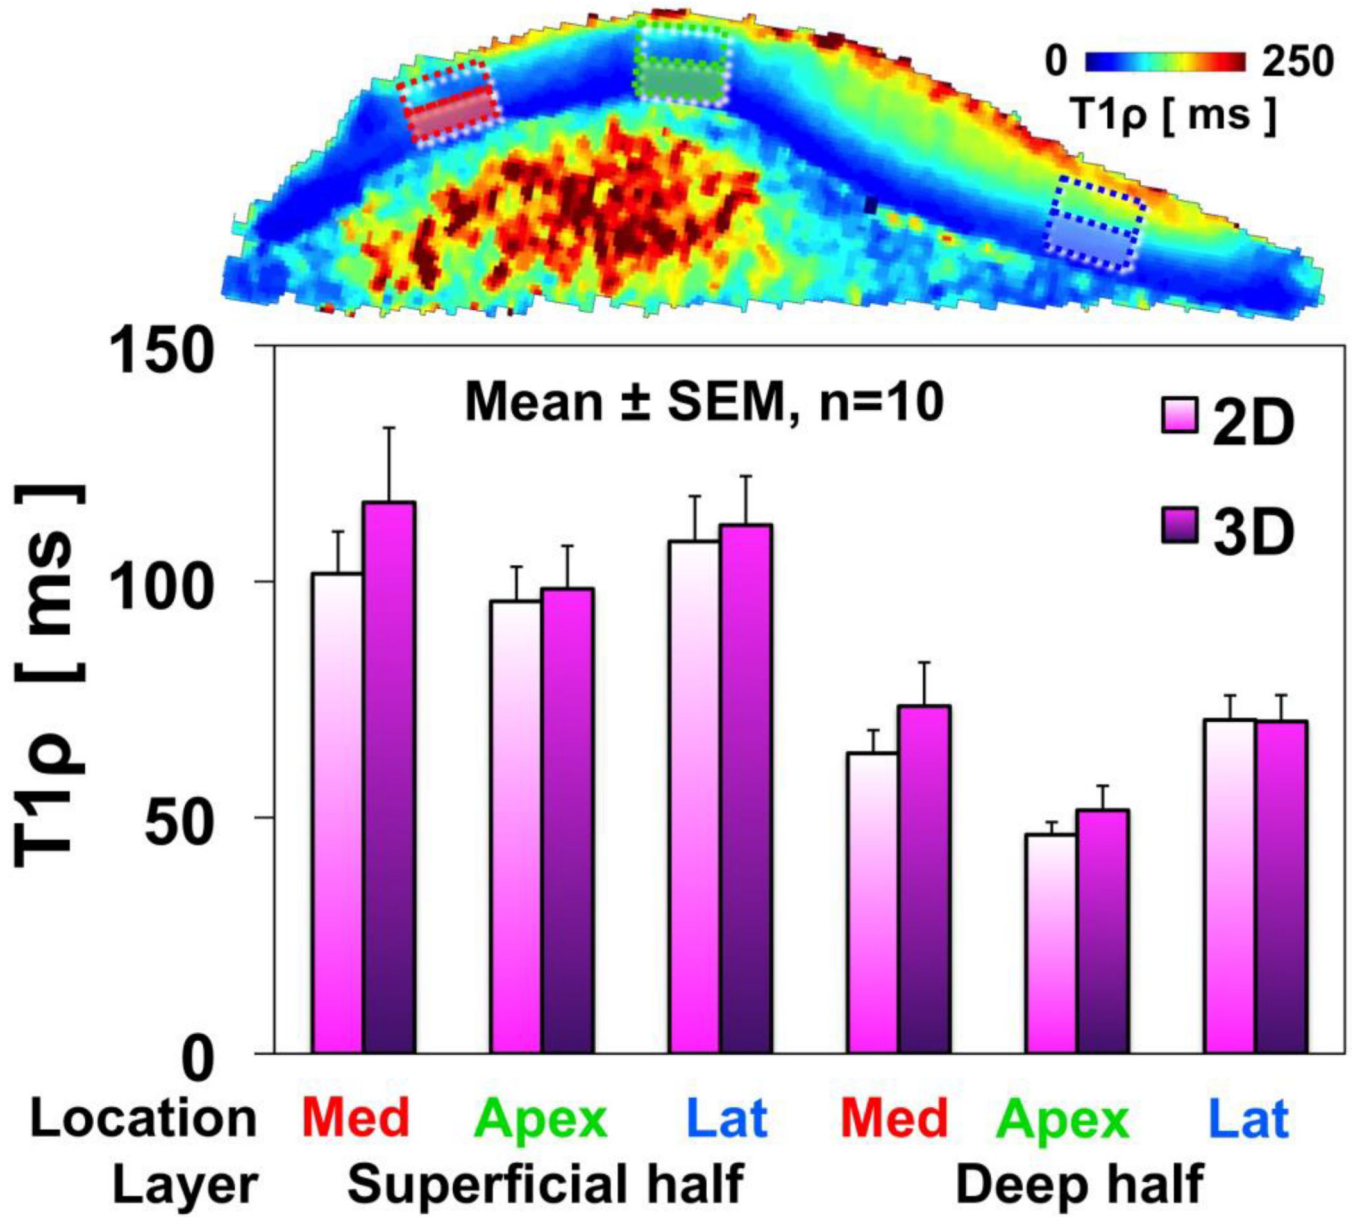 0 250
T1ρ [ ms ]
150
Mean ± SEM, n=10
2D
3D
100
50
0
T1ρ [ ms ]
Location Med Apex Lat Med Apex Lat
Layer Superficial half Deep half